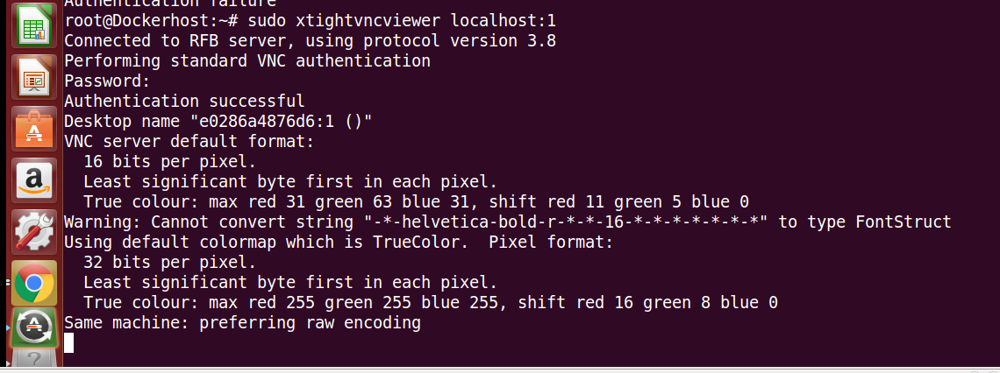 Authentication failure
root@Dockerhost:~# sudo xtightvncviewer localhost:1
Connected to RFB server, using protocol version 3.8
Performing standard VNC authentication
Password:
Authentication successful
Desktop name "e0286a4876d6:1 ()"
VNC server default format:
  16 bits per pixel.
  Least significant byte first in each pixel.
  True colour: max red 31 green 63 blue 31, shift red 11 green 5 blue 0
Warning: Cannot convert string "-*-helvetica-bold-r-*-*-16-*-*-*-*-*-*-*" to type FontStruct
Using default colormap which is TrueColor.  Pixel format:
  32 bits per pixel.
  Least significant byte first in each pixel.
  True colour: max red 255 green 255 blue 255, shift red 16 green 8 blue 0
Same machine: preferring raw encoding